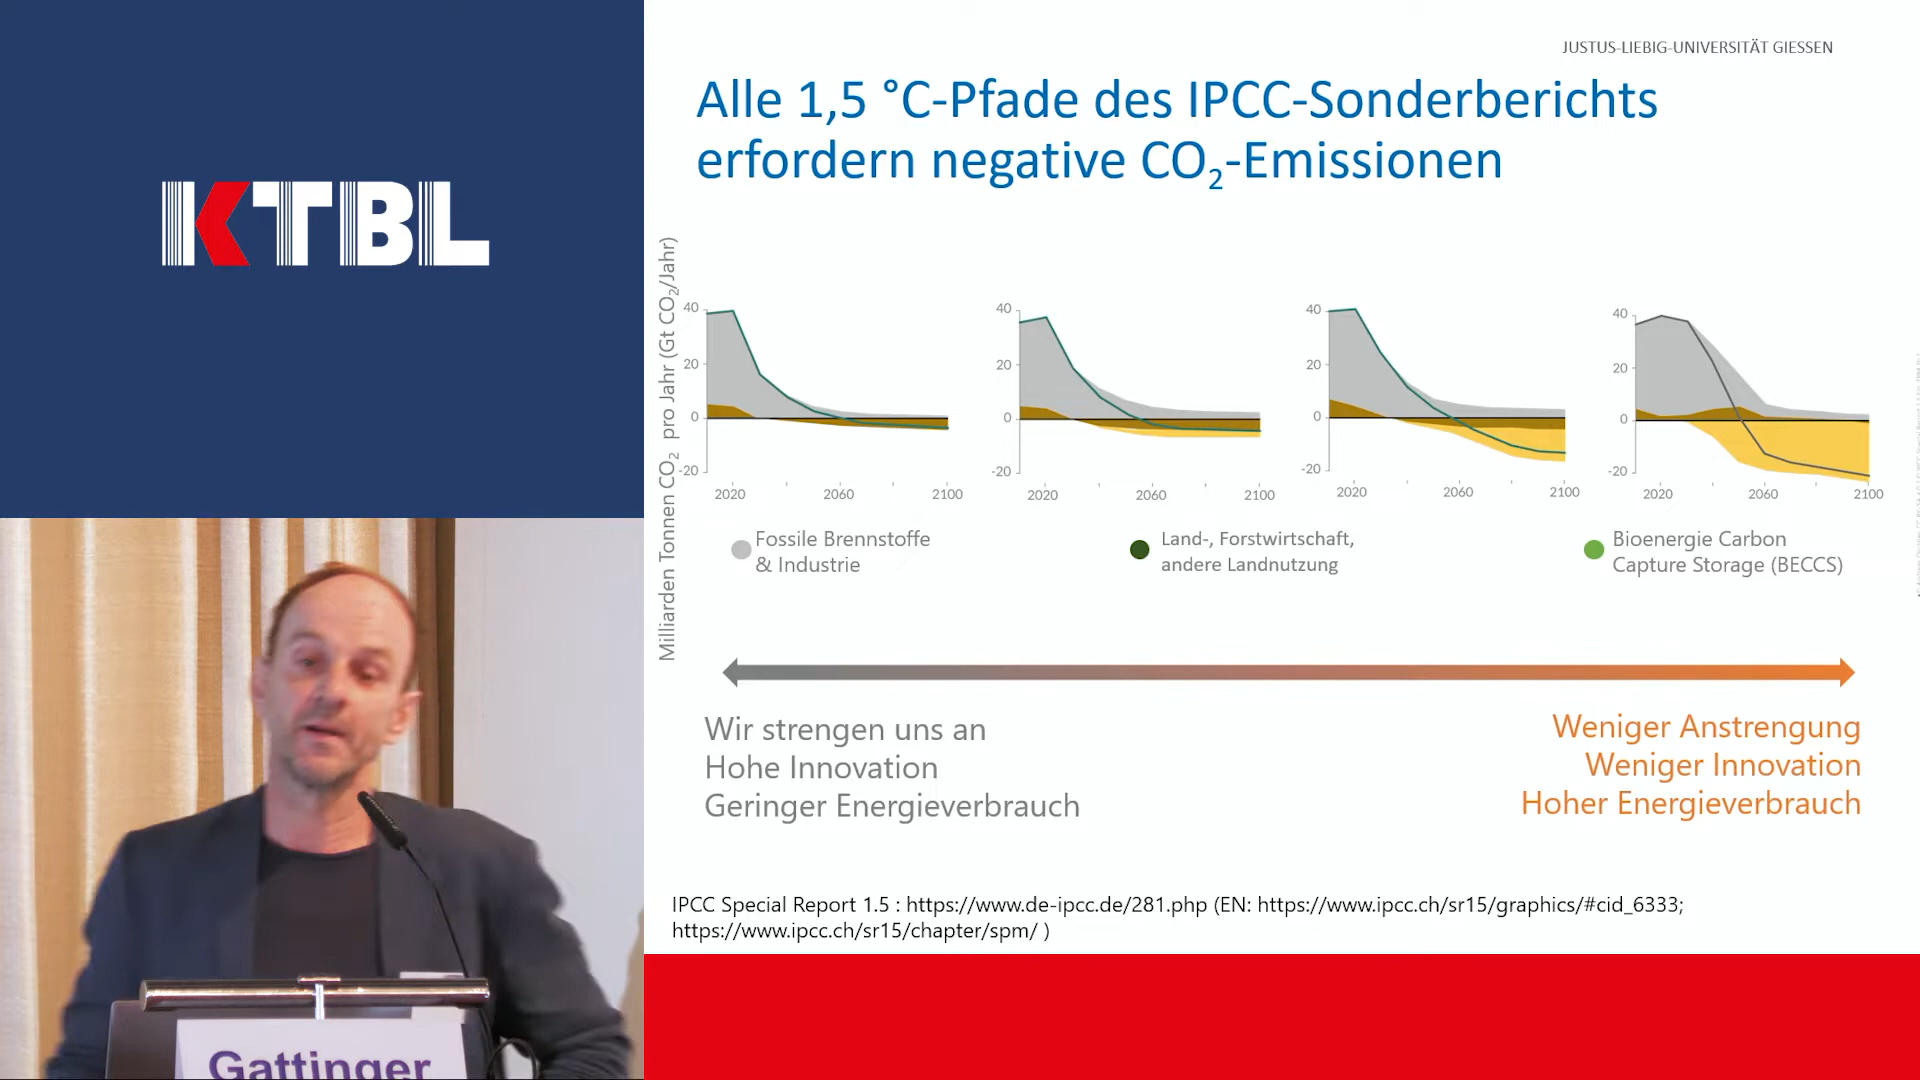 KTBL
JUSTUS-LIEBIG-UNIVERSITÄT GIESSEN
Alle 1,5 °C-Pfade des IPCC-Sonderberichts
erfordern negative CO₂-Emissionen
Milliarden Tonnen CO₂ pro Jahr (Gt CO₂/Jahr)
40
20
0
-20
2020
2060
2100
40
20
0
-20
2020
2060
2100
40
20
0
-20
2020
2060
2100
40
20
0
-20
2020
2060
2100
Fossile Brennstoffe
& Industrie
Land-, Forstwirtschaft,
andere Landnutzung
Bioenergie Carbon
Capture Storage (BECCS)
Wir strengen uns an
Hohe Innovation
Geringer Energieverbrauch
Weniger Anstrengung
Weniger Innovation
Hoher Energieverbrauch
IPCC Special Report 1.5 : https://www.de-ipcc.de/281.php (EN: https://www.ipcc.ch/sr15/graphics/#cid_6333;
https://www.ipcc.ch/sr15/chapter/spm/ )
Gattinger